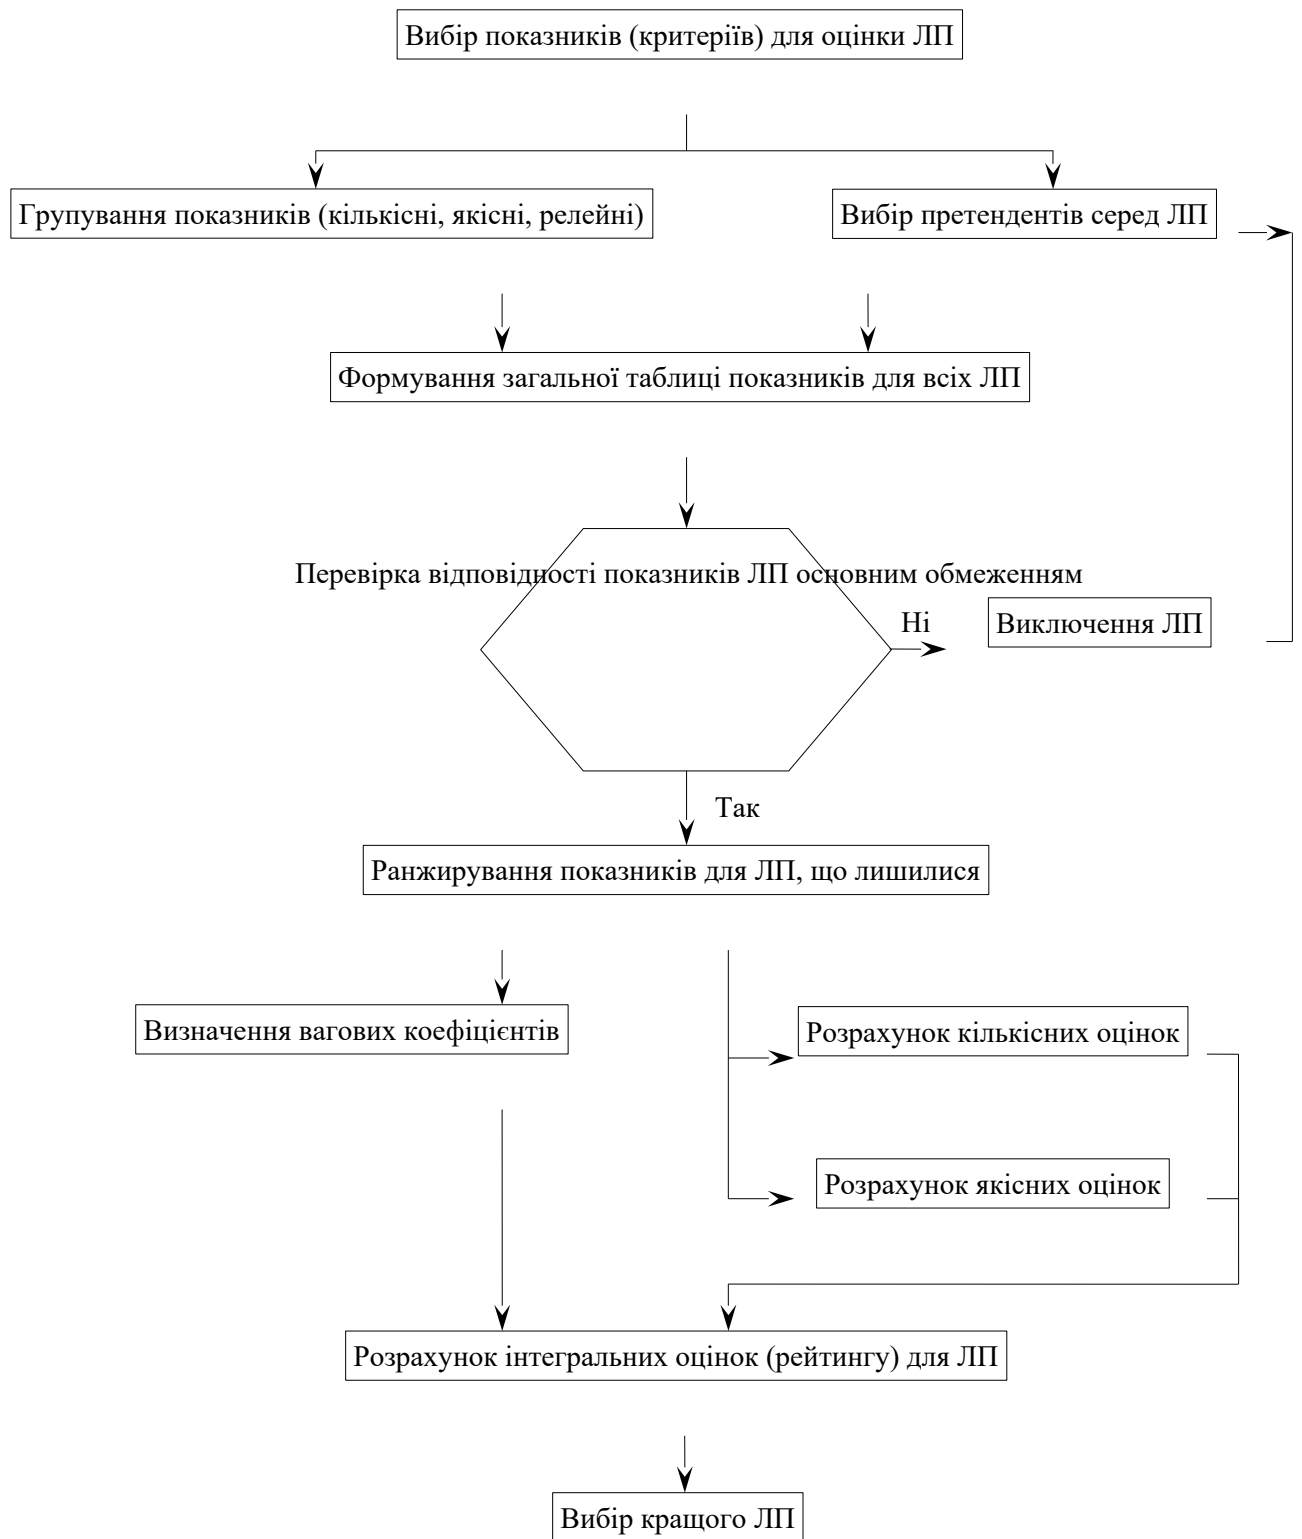 Вибір показників (критеріїв) для оцінки ЛП
Групування показників (кількісні, якісні, релейні)
Вибір претендентів серед ЛП
Формування загальної таблиці показників для всіх ЛП
Перевірка відповідності показників ЛП основним обмеженням
Ні
Виключення ЛП
Так
Ранжирування показників для ЛП, що лишилися
Визначення вагових коефіцієнтів
Розрахунок кількісних оцінок
Розрахунок якісних оцінок
Розрахунок інтегральних оцінок (рейтингу) для ЛП
Вибір кращого ЛП